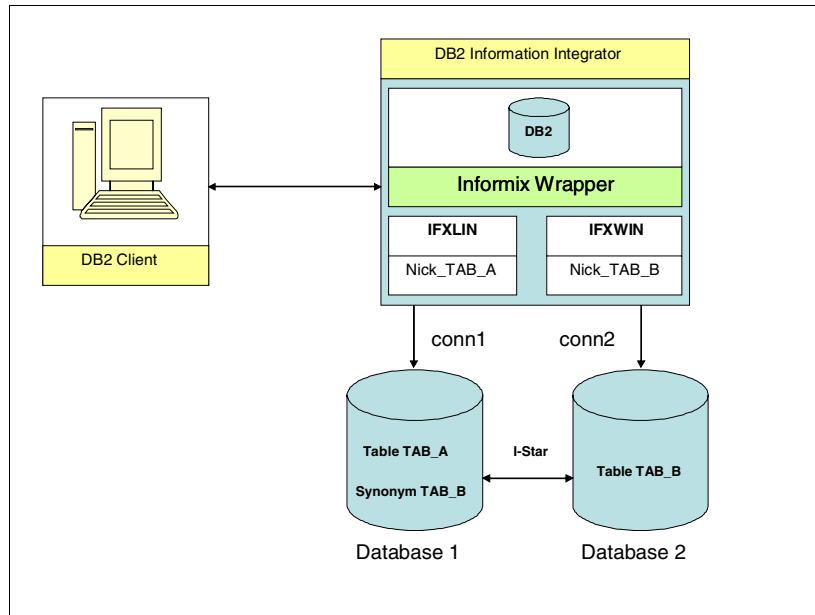 DB2 Information Integrator
DB2
Informix Wrapper
DB2 Client
IFXLIN
IFXWIN
Nick_TAB_A
Nick_TAB_B
conn1
conn2
Table TAB_A
Synonym TAB_B
I-Star
Table TAB_B
Database 1
Database 2